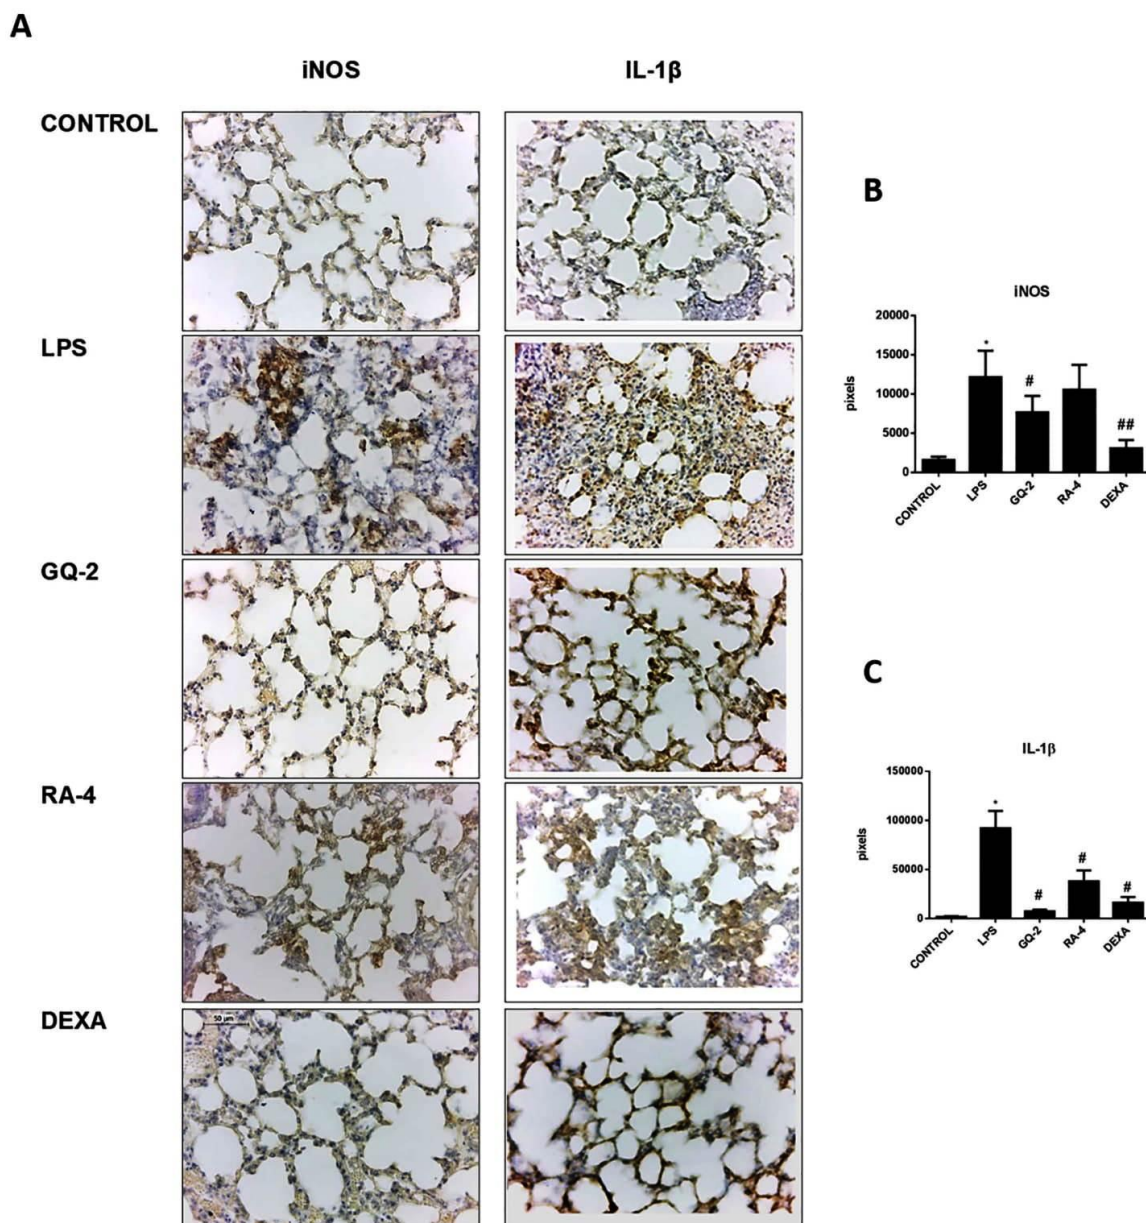 A
iNOS IL-1β
CONTROL
LPS
GQ-2
RA-4
DEXA
50 µm
B
iNOS
20000
15000
10000
5000
0
pixels
*
#
##
CONTROL
LPS
GQ-2
RA-4
DEXA
C
IL-1β
150000
100000
50000
0
pixels
*
#
#
#
CONTROL
LPS
GQ-2
RA-4
DEXA